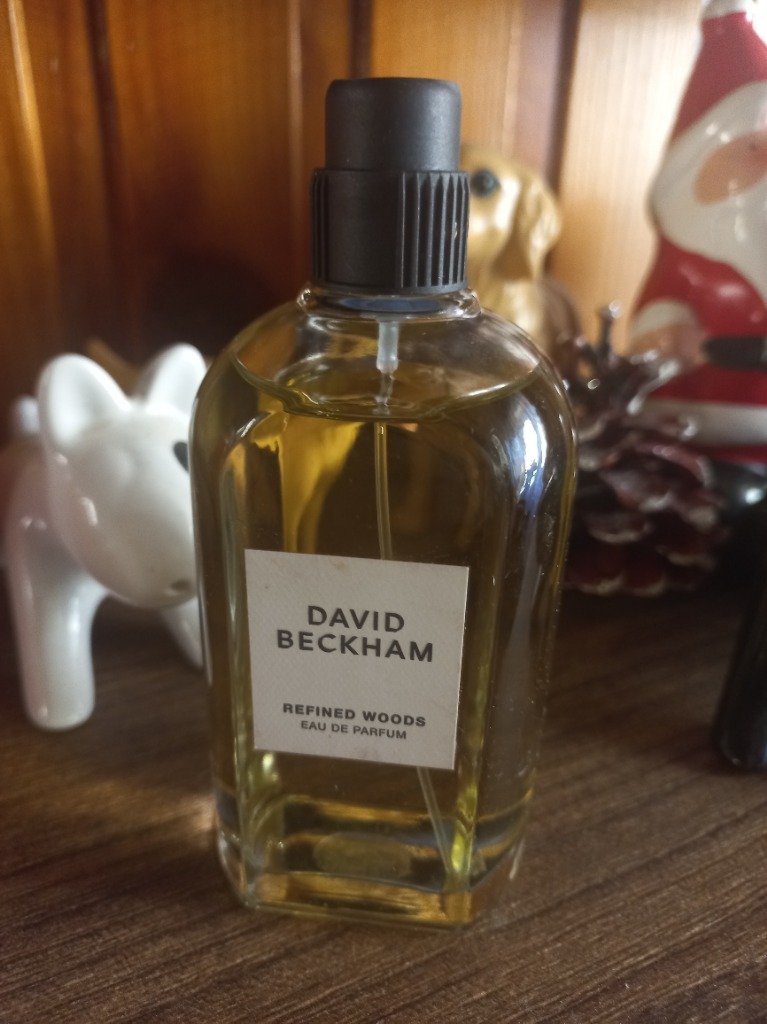 DAVID
BECKHAM
REFINED WOODS
EAU DE PARFUM